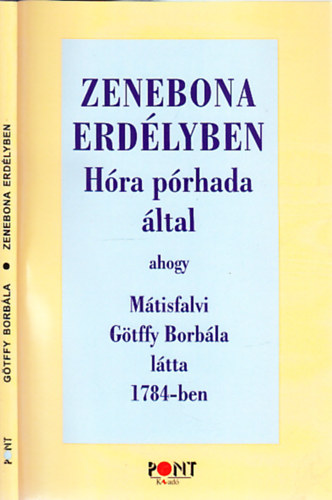 GÖTFFY BORBÁLA ● ZENEBONA ERDÉLYBEN
PONT
ZENEBONA
ERDÉLYBEN
Hóra pórhada
által
ahogy
Mátisfalvi
Götffy Borbála
látta
1784-ben
PONT
Kiadó